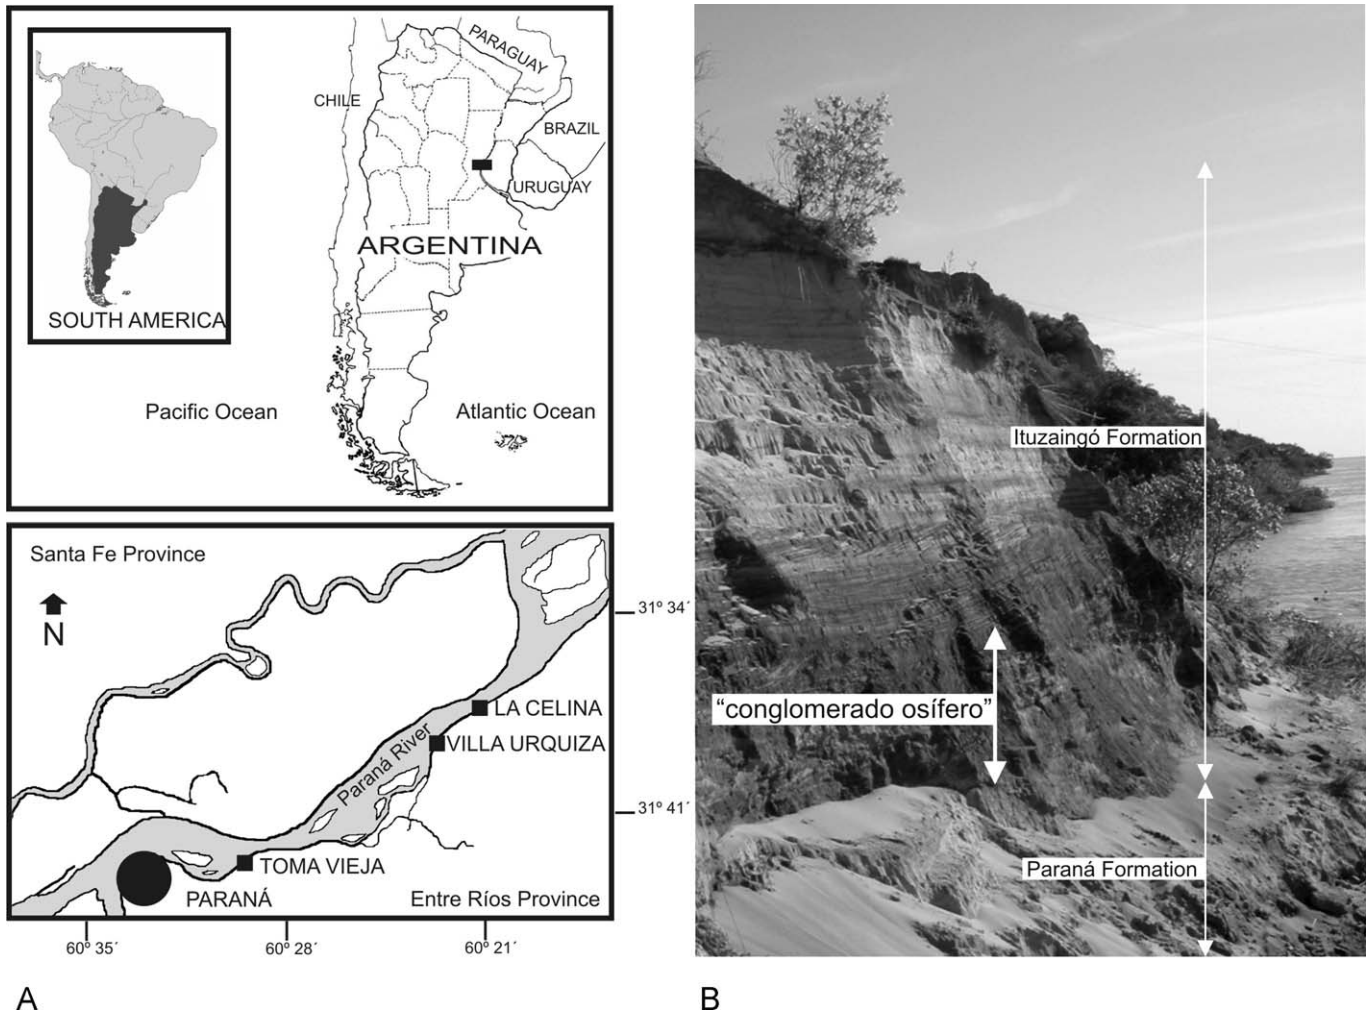 PARAGUAY
CHILE
BRAZIL
URUGUAY
ARGENTINA
SOUTH AMERICA
Pacific Ocean
Atlantic Ocean
Santa Fe Province
N
31º 34´
LA CELINA
VILLA URQUIZA
Paraná River
31º 41´
TOMA VIEJA
PARANÁ
Entre Ríos Province
60º 35´
60º 28´
60º 21´
A
Ituzaingó Formation
“conglomerado osífero”
Paraná Formation
B